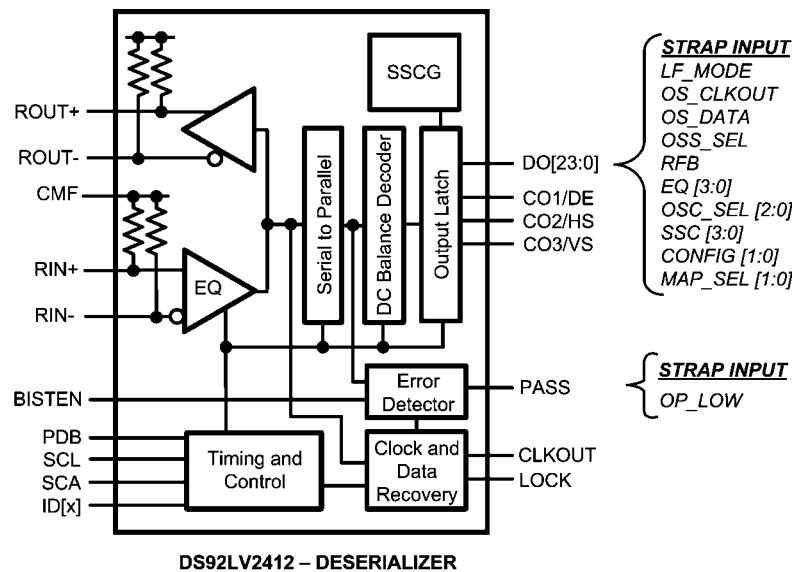 SSCG
ROUT+
ROUT-
CMF
RIN+
RIN-
EQ
Serial to Parallel
DC Balance Decoder
Output Latch
DO[23:0]
CO1/DE
CO2/HS
CO3/VS
STRAP INPUT
LF_MODE
OS_CLKOUT
OS_DATA
OSS_SEL
RFB
EQ [3:0]
OSC_SEL [2:0]
SSC [3:0]
CONFIG [1:0]
MAP_SEL [1:0]
BISTEN
PDB
SCL
SCA
ID[x]
Timing and
Control
Error
Detector
Clock and
Data
Recovery
PASS
CLKOUT
LOCK
STRAP INPUT
OP_LOW
DS92LV2412 – DESERIALIZER